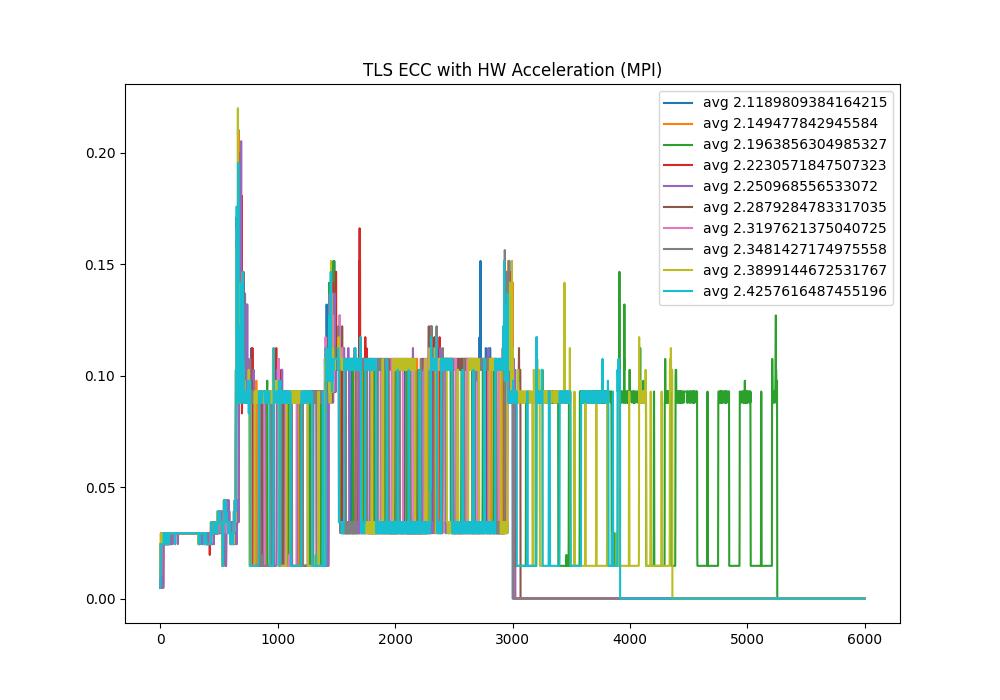 TLS ECC with HW Acceleration (MPI)
avg 2.1189809384164215
avg 2.149477842945584
avg 2.1963856304985327
avg 2.2230571847507323
avg 2.250968556533072
avg 2.2879284783317035
avg 2.3197621375040725
avg 2.3481427174975558
avg 2.3899144672531767
avg 2.4257616487455196
0.20
0.15
0.10
0.05
0.00
0 1000 2000 3000 4000 5000 6000